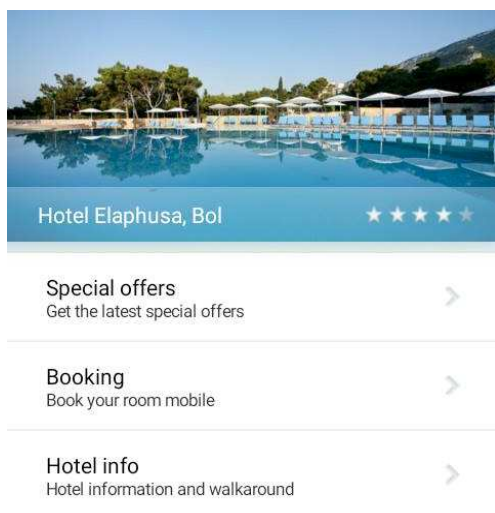 Hotel Elaphusa, Bol
Special offers
Get the latest special offers
Booking
Book your room mobile
Hotel info
Hotel information and walkaround